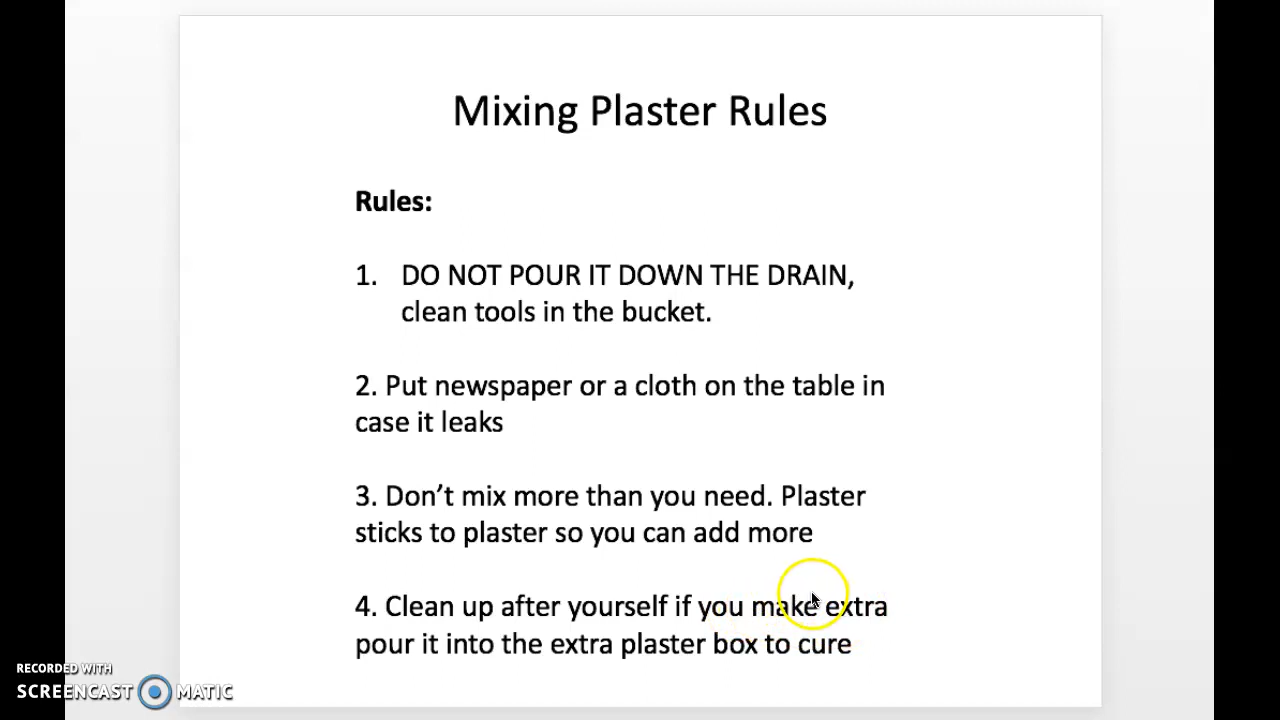 Mixing Plaster Rules
Rules:
1. DO NOT POUR IT DOWN THE DRAIN,
clean tools in the bucket.
2. Put newspaper or a cloth on the table in
case it leaks
3. Don’t mix more than you need. Plaster
sticks to plaster so you can add more
4. Clean up after yourself if you make extra
pour it into the extra plaster box to cure
RECORDED WITH
SCREENCAST MATIC